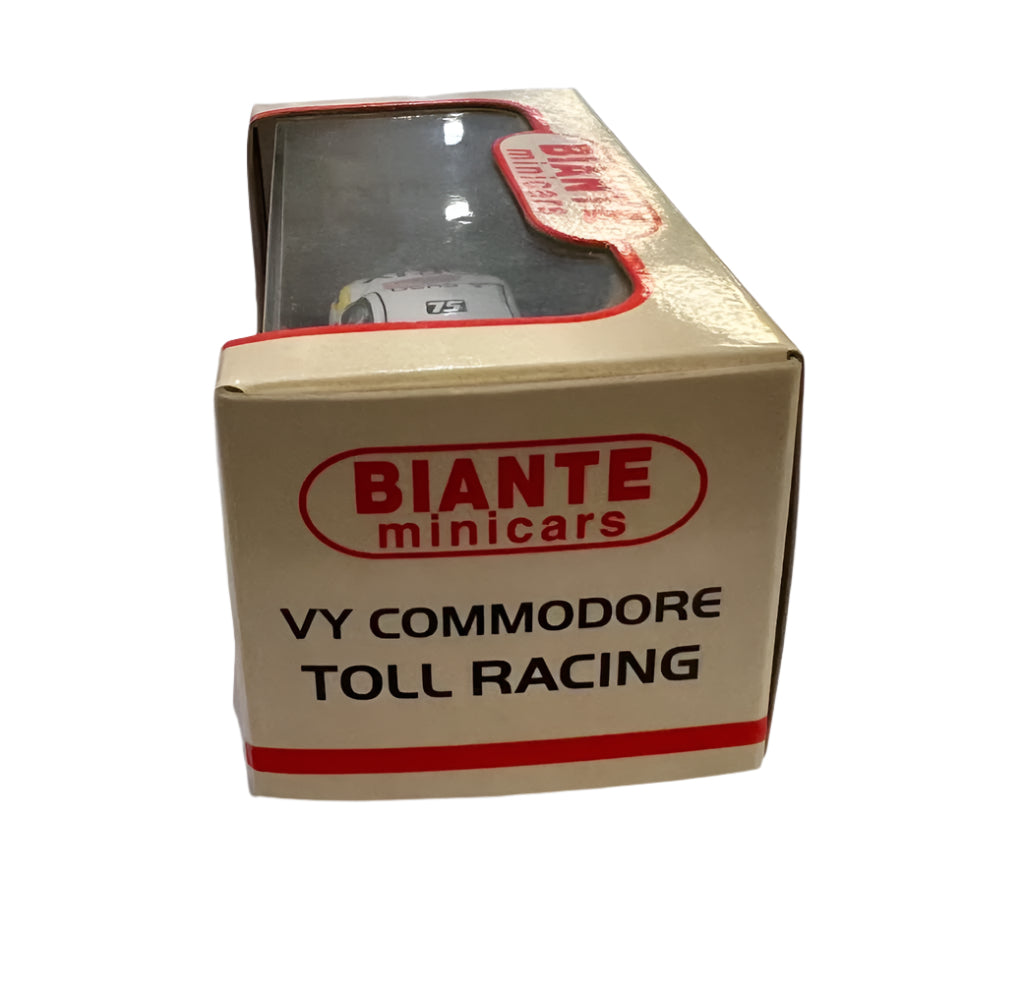 BIANTE
minicars
75
BIANTE
minicars
VY COMMODORE
TOLL RACING